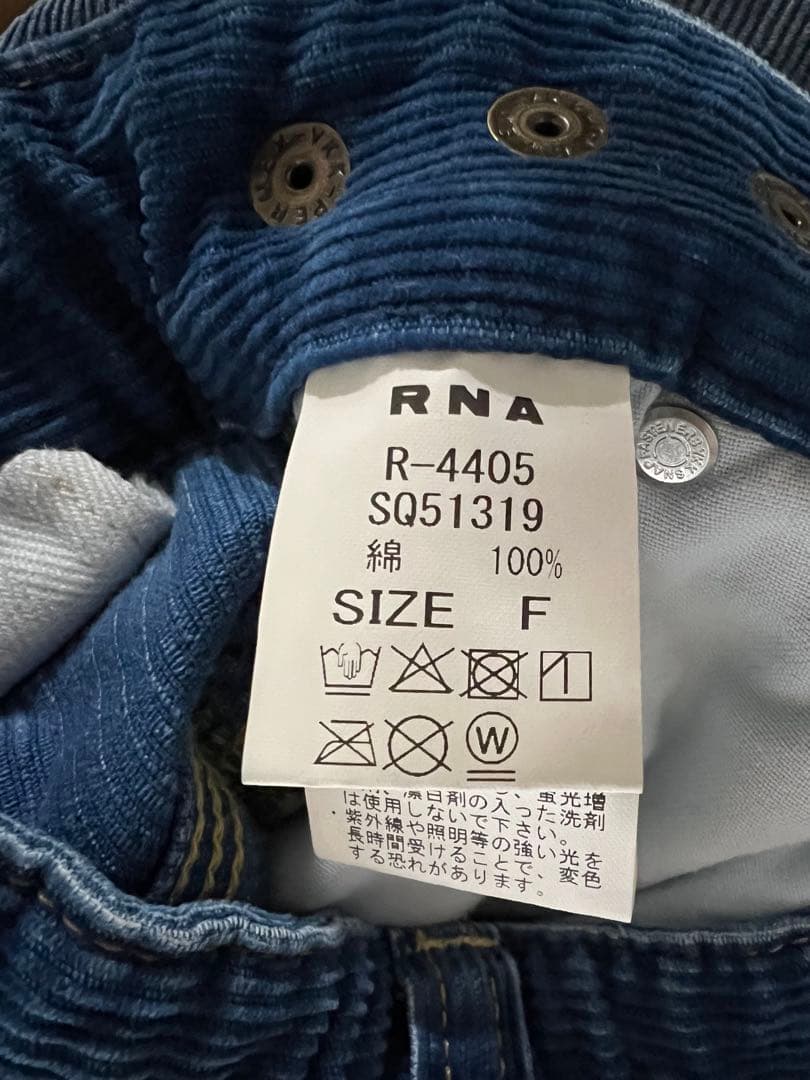 RNA
R-4405
SQ51319
綿 100%
SIZE F
W
は使用しないで下さい。
・紫外線や照明等の強い光を
長時間受けることで、変色
する恐れがあります。